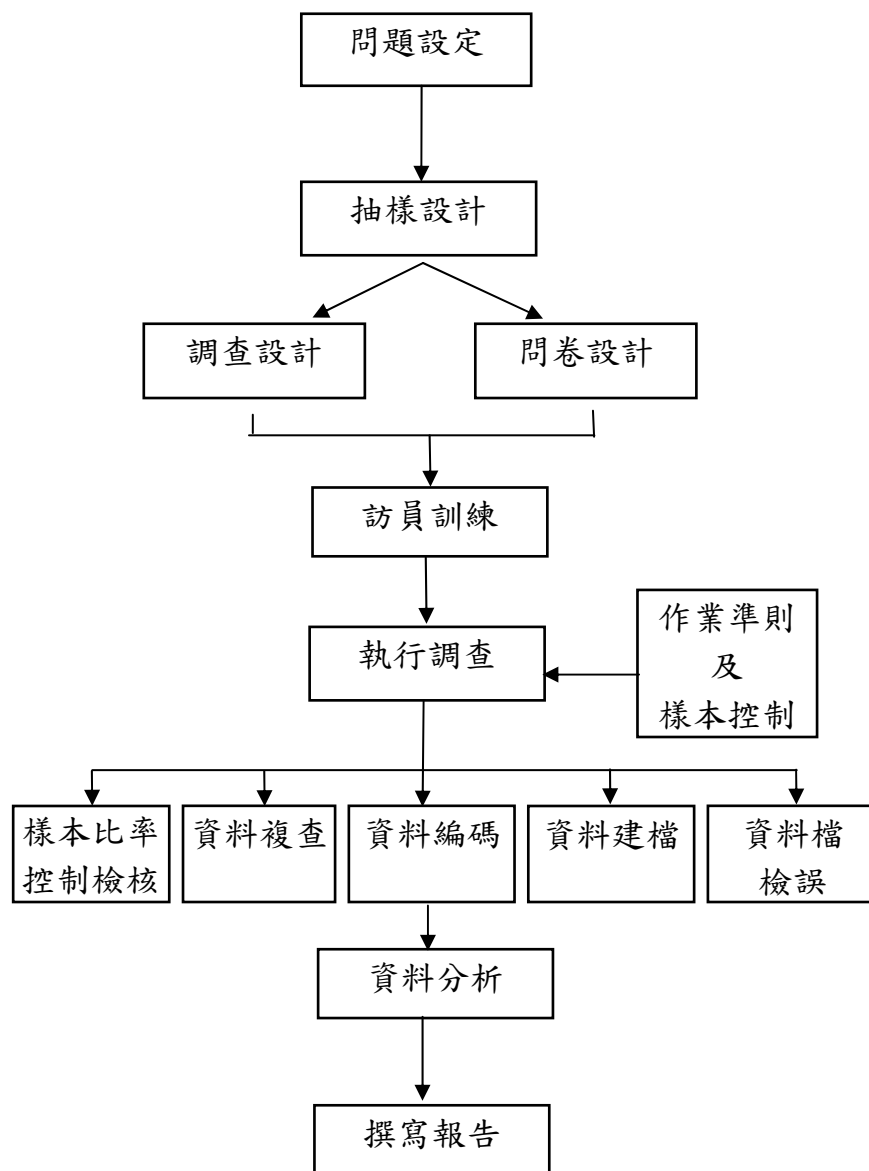 問題設定
抽樣設計
調查設計
問卷設計
訪員訓練
執行調查
作業準則
及
樣本控制
樣本比率
控制檢核
資料複查
資料編碼
資料建檔
資料檔
檢誤
資料分析
撰寫報告